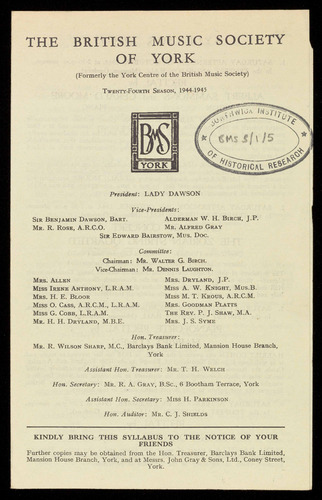 THE BRITISH MUSIC SOCIETY
OF YORK
(Formerly the York Centre of the British Music Society)
TWENTY-FOURTH SEASON, 1944-1945
BORTHWICK INSTITUTE
BMS 3/1/5
OF HISTORICAL RESEARCH
BMS
YORK
President: LADY DAWSON
Vice-Presidents:
SIR BENJAMIN DAWSON, BART. ALDERMAN W. H. BIRCH, J.P.
MR. R. ROSE, A.R.C.O. MR. ALFRED GRAY
SIR EDWARD BAIRSTOW, MUS. DOC.
Committee:
Chairman: MR. WALTER G. BIRCH.
Vice-Chairman: MR. DENNIS LAUGHTON.
MRS. ALLEN MRS. DRYLAND, J.P.
MISS IRENE ANTHONY, L.R.A.M. MISS A. W. KNIGHT, MUS.B.
MRS. H. E. BLOOR MISS M. T. KROUS, A.R.C.M.
MISS O. CASS, A.R.C.M., L.R.A.M. MRS. GOODMAN PLATTS
MISS G. COBB, L.R.A.M. THE REV. P. J. SHAW, M.A.
MR. H. H. DRYLAND, M.B.E. MRS. J. S. SYME
Hon. Treasurer:
MR. R. WILSON SHARP, M.C., Barclays Bank Limited, Mansion House Branch,
York
Assistant Hon. Treasurer: MR. T. H. WELCH
Hon. Secretary: MR. R. A. GRAY, B.SC., 6 Bootham Terrace, York
Assistant Hon. Secretary: MISS H. PARKINSON
Hon. Auditor: MR. C. J. SHIELDS
KINDLY BRING THIS SYLLABUS TO THE NOTICE OF YOUR
FRIENDS
Further copies may be obtained from the Hon. Treasurer, Barclays Bank Limited,
Mansion House Branch, York, and at Messrs. John Gray & Sons, Ltd., Coney Street,
York.